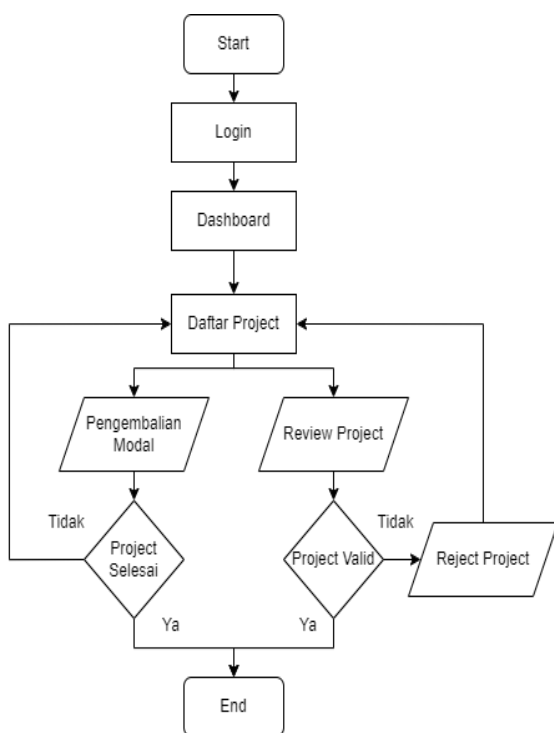 Start
Login
Dashboard
Daftar Project
Pengembalian
Modal
Review Project
Tidak
Project
Selesai
Project Valid
Tidak
Reject Project
Ya
Ya
End